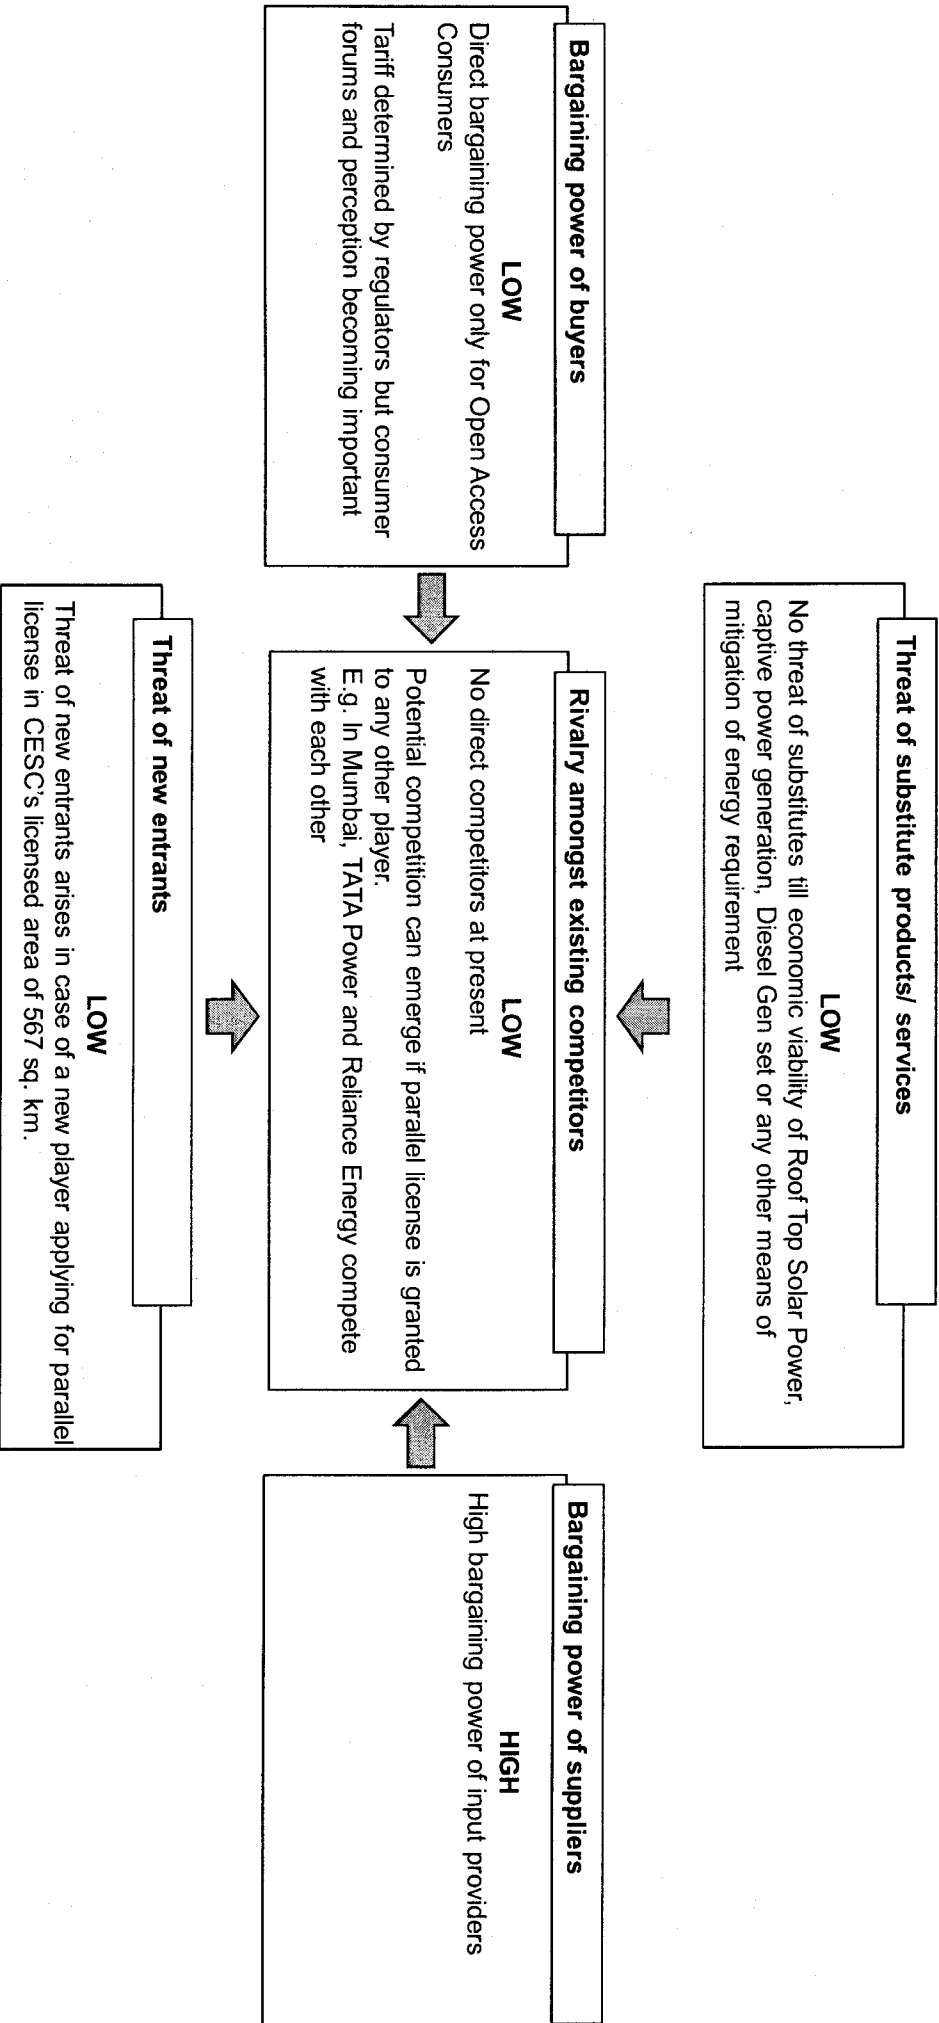 Threat of substitute products/ services
LOW
No threat of substitutes till economic viability of Roof Top Solar Power,
captive power generation, Diesel Gen set or any other means of
mitigation of energy requirement
Bargaining power of buyers
LOW
Direct bargaining power only for Open Access
Consumers
Tariff determined by regulators but consumer
forums and perception becoming important
Rivalry amongst existing competitors
LOW
No direct competitors at present
Potential competition can emerge if parallel license is granted
to any other player.
E.g. In Mumbai, TATA Power and Reliance Energy compete
with each other
Bargaining power of suppliers
HIGH
High bargaining power of input providers
Threat of new entrants
LOW
Threat of new entrants arises in case of a new player applying for parallel
license in CESC's licensed area of 567 sq. km.